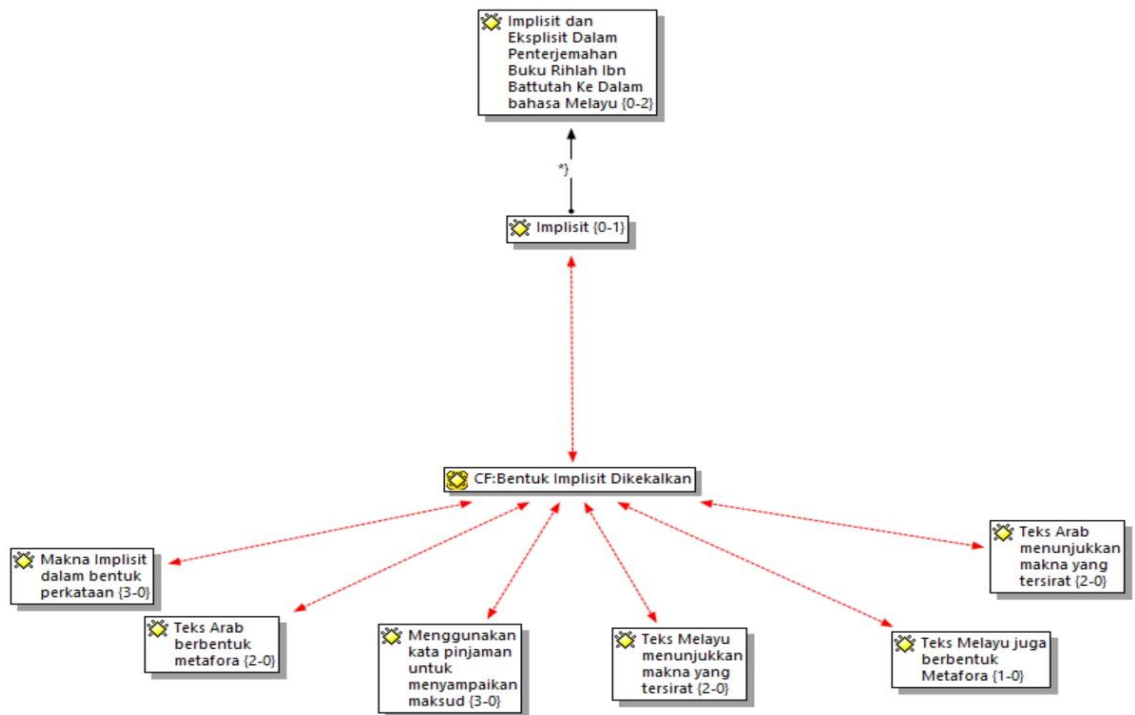 Implisit dan
Eksplisit Dalam
Penterjemahan
Buku Rihlah Ibn
Battutah Ke Dalam
bahasa Melayu {0-2}
*}
Implisit {0-1}
CF:Bentuk Implisit Dikekalkan
Makna Implisit
dalam bentuk
perkataan {3-0}
Teks Arab
berbentuk
metafora {2-0}
Menggunakan
kata pinjaman
untuk
menyampaikan
maksud {3-0}
Teks Melayu
menunjukkan
makna yang
tersirat {2-0}
Teks Melayu juga
berbentuk
Metafora {1-0}
Teks Arab
menunjukkan
makna yang
tersirat {2-0}